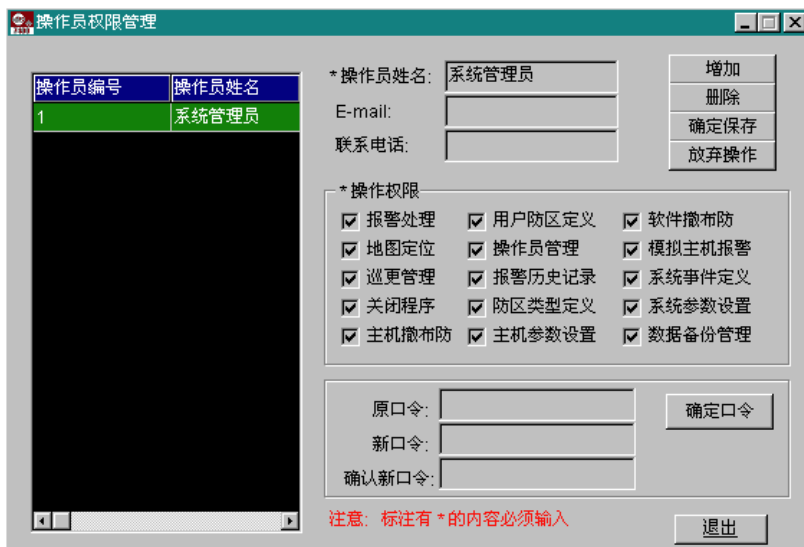 操作员权限管理
操作员编号 操作员姓名
1 系统管理员
*操作员姓名: 系统管理员
E-mail:
联系电话:
增加
删除
确定保存
放弃操作
*操作权限
报警处理 用户防区定义 软件撤布防
地图定位 操作员管理 模拟主机报警
巡更管理 报警历史记录 系统事件定义
关闭程序 防区类型定义 系统参数设置
主机撤布防 主机参数设置 数据备份管理
原口令:
新口令:
确认新口令:
确定口令
注意: 标注有*的内容必须输入
退出